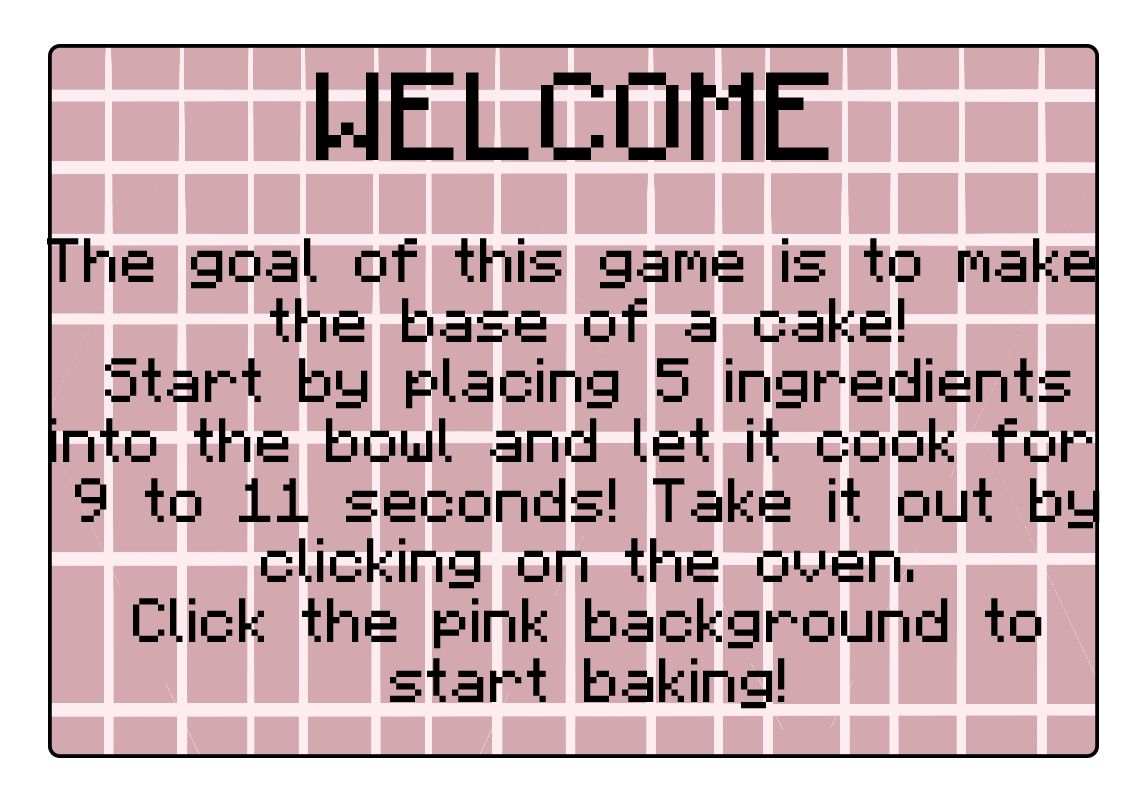 WELCOME
The goal of this game is to make
the base of a cake!
Start by placing 5 ingredients
into the bowl and let it cook for
9 to 11 seconds! Take it out by
clicking on the oven.
Click the pink background to
start baking!